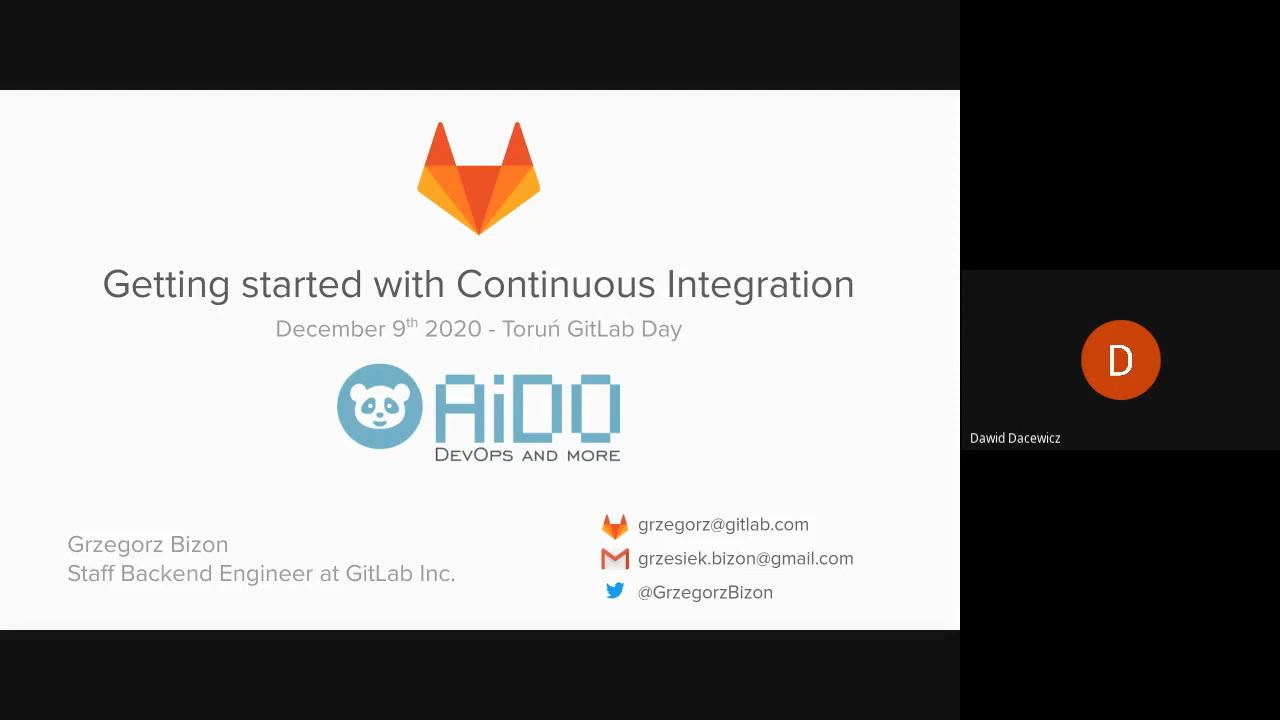 Getting started with Continuous Integration
December 9th 2020 - Toruń GitLab Day
AiDO
DevOps and more
Grzegorz Bizon
Staff Backend Engineer at GitLab Inc.
grzegorz@gitlab.com
grzesiek.bizon@gmail.com
@GrzegorzBizon
D
Dawid Dacewicz